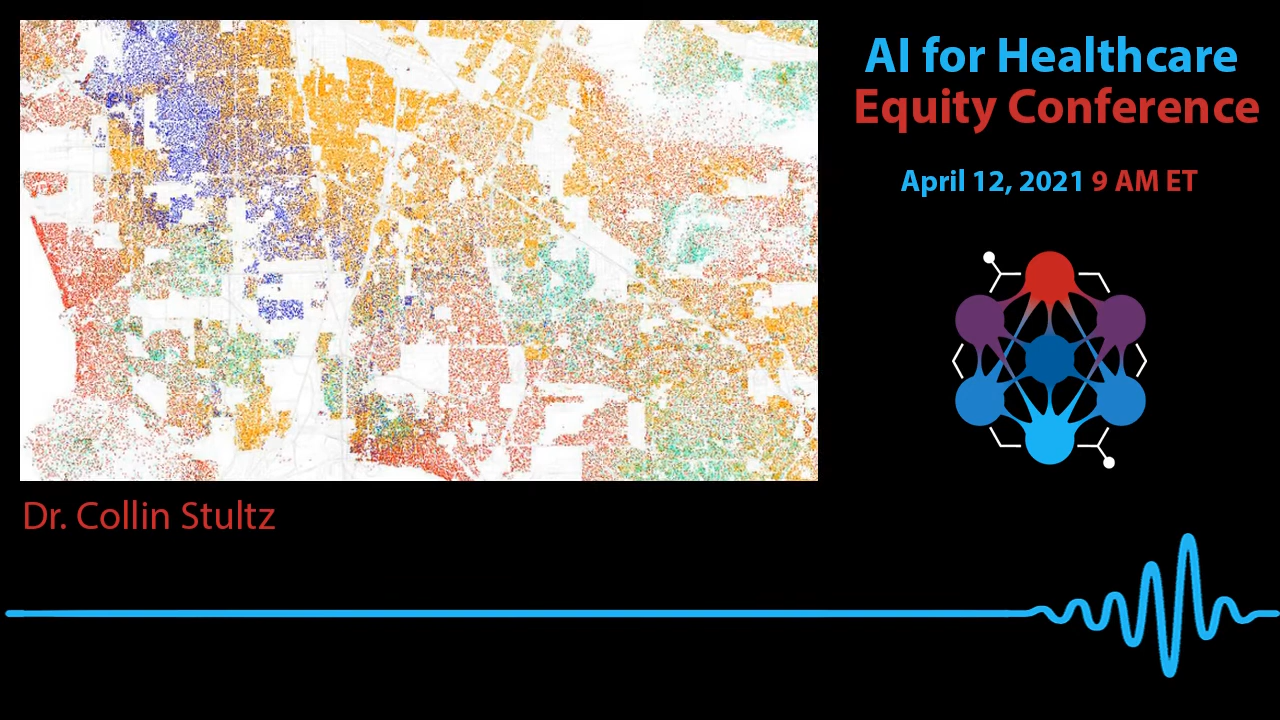 AI for Healthcare
Equity Conference
April 12, 2021 9 AM ET
Dr. Collin Stultz